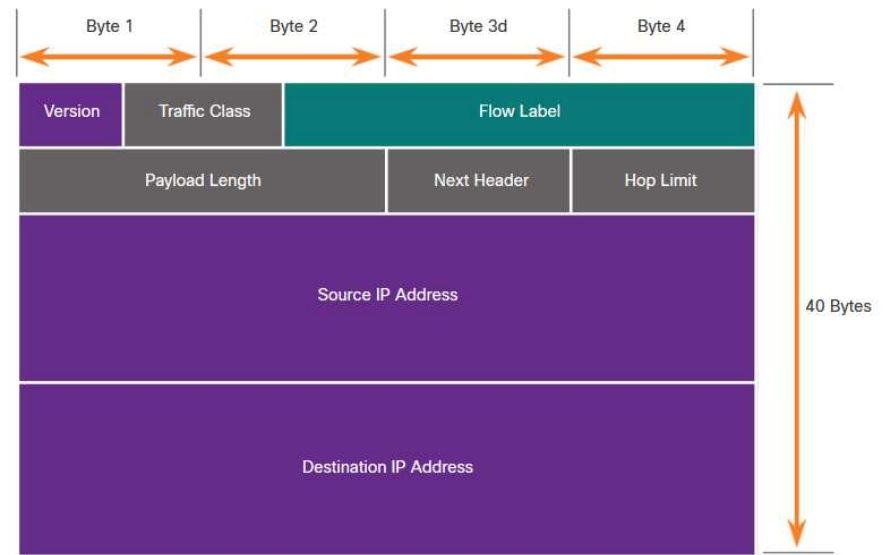 Byte 1 Byte 2 Byte 3d Byte 4
Version Traffic Class Flow Label
Payload Length Next Header Hop Limit
Source IP Address
40 Bytes
Destination IP Address